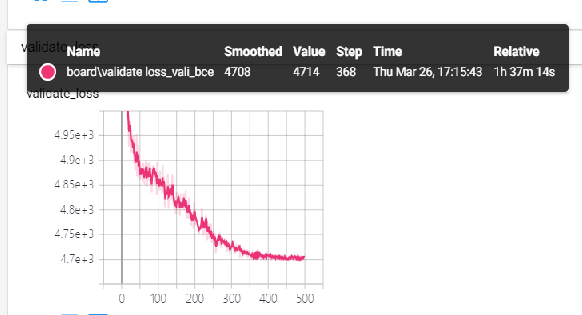 validate_loss
Name Smoothed Value Step Time Relative
board\validate loss_vali_bce 4708 4714 368 Thu Mar 26, 17:15:43 1h 37m 14s
validate_loss
4.95e+3
4.9e+3
4.85e+3
4.8e+3
4.75e+3
4.7e+3
0 100 200 300 400 500